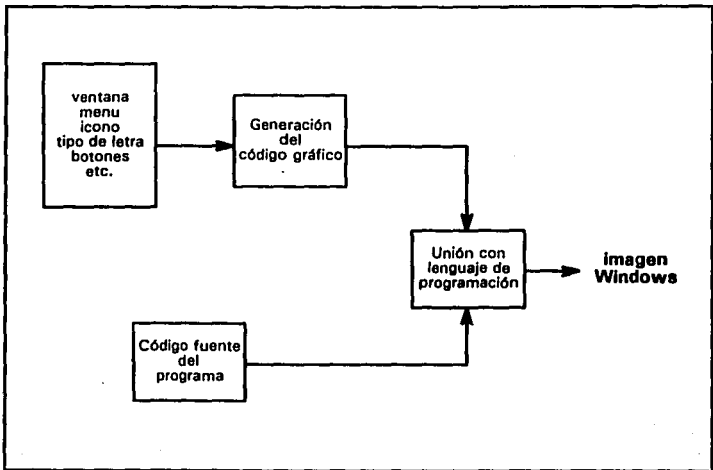 ventana
menu
icono
tipo de letra
botones
etc.
Generación
del
código gráfico
Unión con
lenguaje de
programación
imagen
Windows
Código fuente
del
programa